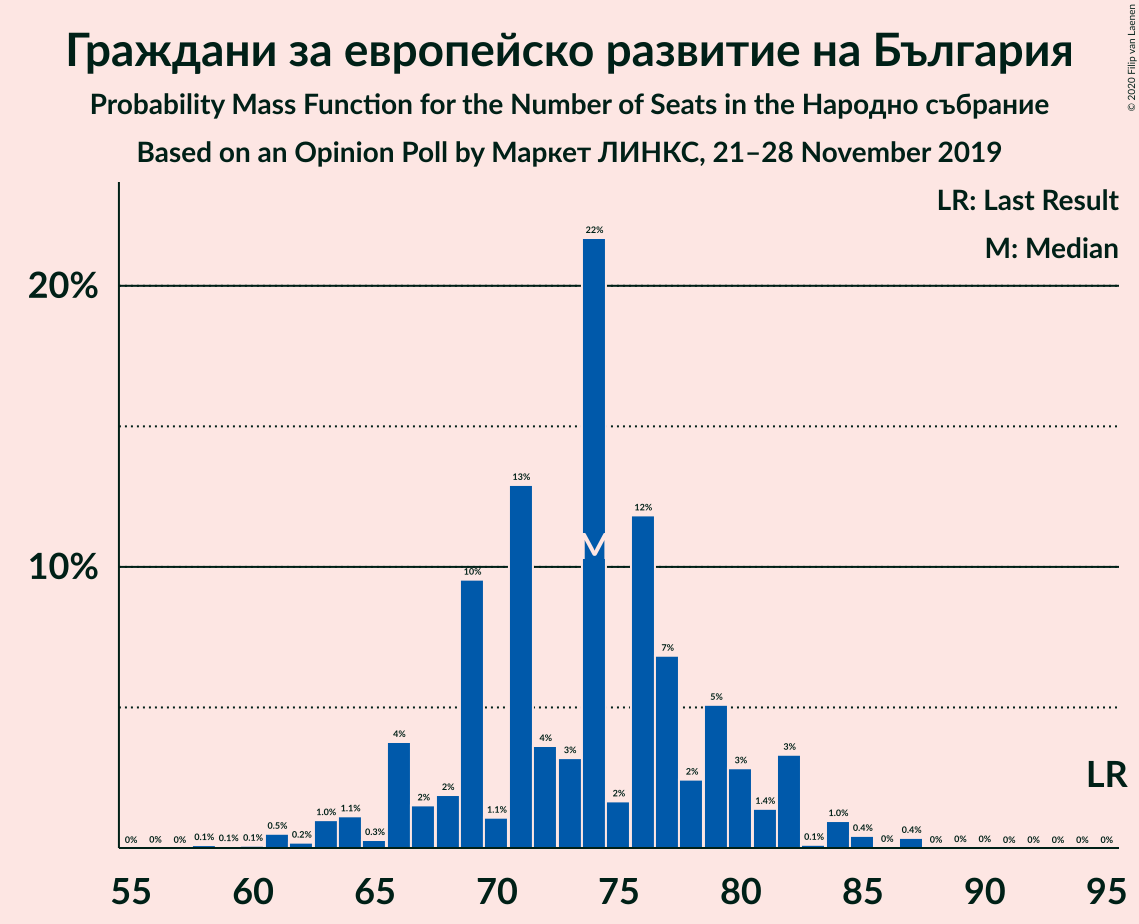 Граждани за европейско развитие на България
Probability Mass Function for the Number of Seats in the Народно събрание
Based on an Opinion Poll by Маркет ЛИНКС, 21–28 November 2019
© 2020 Filip van Laenen
LR: Last Result
M: Median
20%
10%
0% 0% 0% 0.1% 0.1% 0.1% 0.5% 0.2% 1.0% 1.1% 0.3% 4% 2% 2% 10% 1.1% 13% 4% 3% 22% 2% 12% 7% 2% 5% 3% 1.4% 3% 0.1% 1.0% 0.4% 0% 0.4% 0% 0% 0% 0% 0% 0% 0% 0%
M
LR
55 60 65 70 75 80 85 90 95